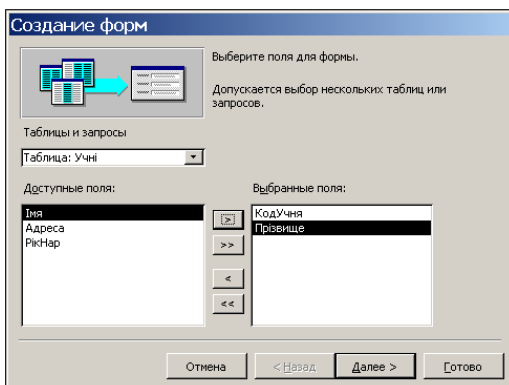 Создание форм
Выберите поля для формы.
Допускается выбор нескольких таблиц или
запросов.
Таблицы и запросы
Таблица: Учні
Доступные поля:
Выбранные поля:
Імя
Адреса
РікНар
>
>>
<
<<
КодУчня
Прізвище
Отмена
< Назад
Далее >
Готово